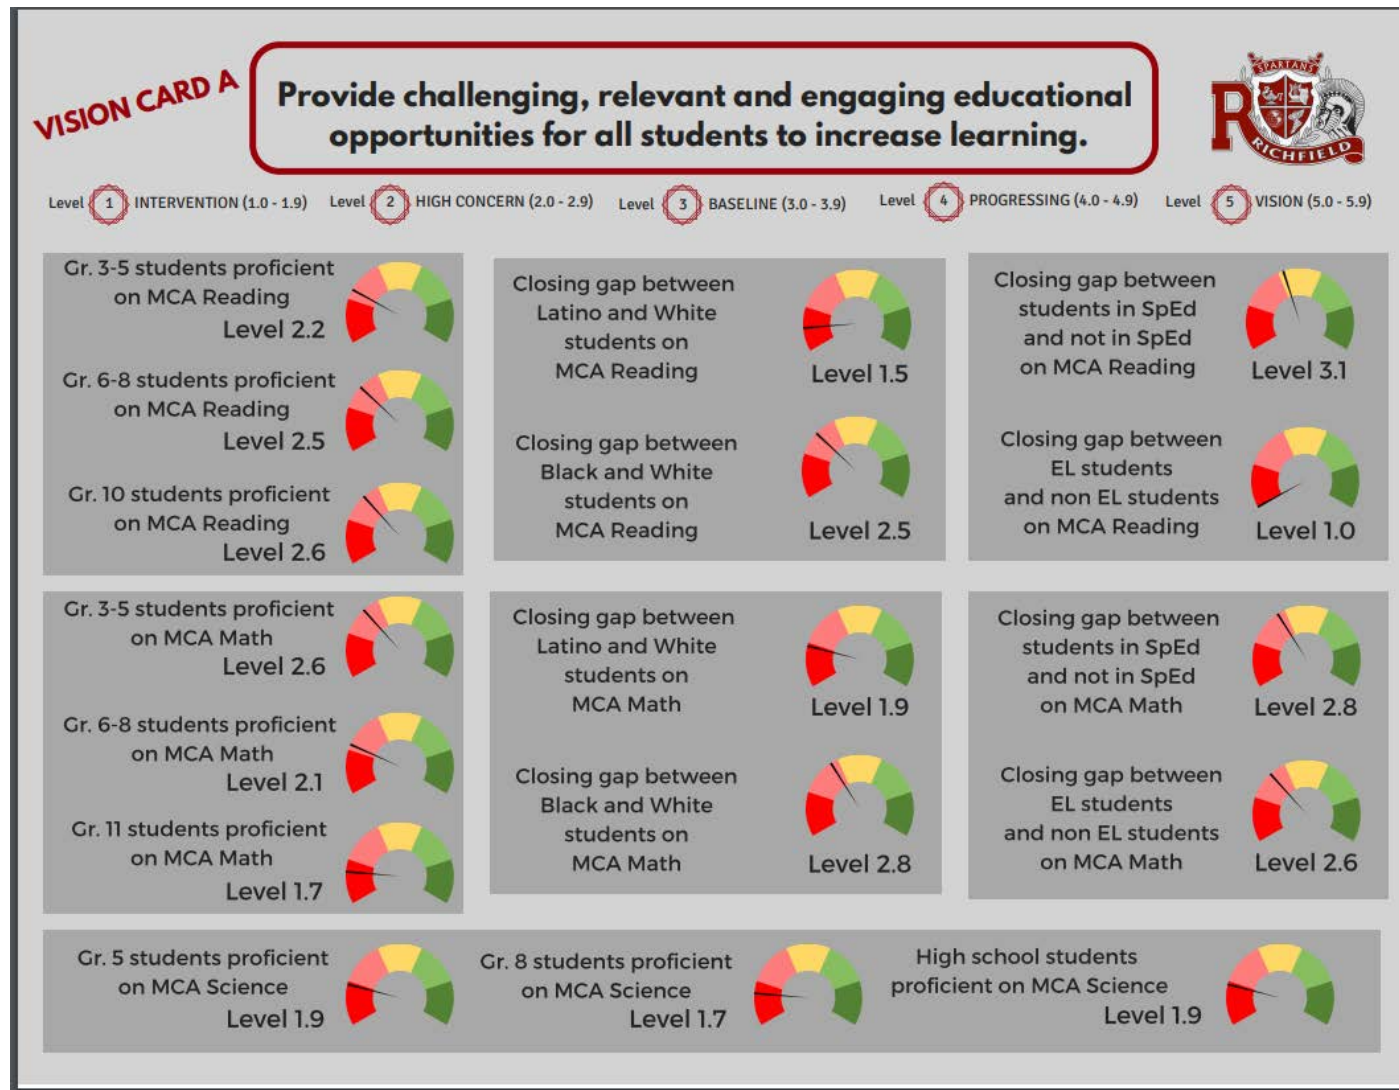 VISION CARD A
Provide challenging, relevant and engaging educational
opportunities for all students to increase learning.
SPARTANS
R
RICHFIELD
Level 1 INTERVENTION (1.0 - 1.9) Level 2 HIGH CONCERN (2.0 - 2.9) Level 3 BASELINE (3.0 - 3.9) Level 4 PROGRESSING (4.0 - 4.9) Level 5 VISION (5.0 - 5.9)
Gr. 3-5 students proficient
on MCA Reading
Level 2.2
Gr. 6-8 students proficient
on MCA Reading
Level 2.5
Gr. 10 students proficient
on MCA Reading
Level 2.6
Closing gap between
Latino and White
students on
MCA Reading
Level 1.5
Closing gap between
Black and White
students on
MCA Reading
Level 2.5
Closing gap between
students in SpEd
and not in SpEd
on MCA Reading
Level 3.1
Closing gap between
EL students
and non EL students
on MCA Reading
Level 1.0
Gr. 3-5 students proficient
on MCA Math
Level 2.6
Gr. 6-8 students proficient
on MCA Math
Level 2.1
Gr. 11 students proficient
on MCA Math
Level 1.7
Closing gap between
Latino and White
students on
MCA Math
Level 1.9
Closing gap between
Black and White
students on
MCA Math
Level 2.8
Closing gap between
students in SpEd
and not in SpEd
on MCA Math
Level 2.8
Closing gap between
EL students
and non EL students
on MCA Math
Level 2.6
Gr. 5 students proficient
on MCA Science
Level 1.9
Gr. 8 students proficient
on MCA Science
Level 1.7
High school students
proficient on MCA Science
Level 1.9